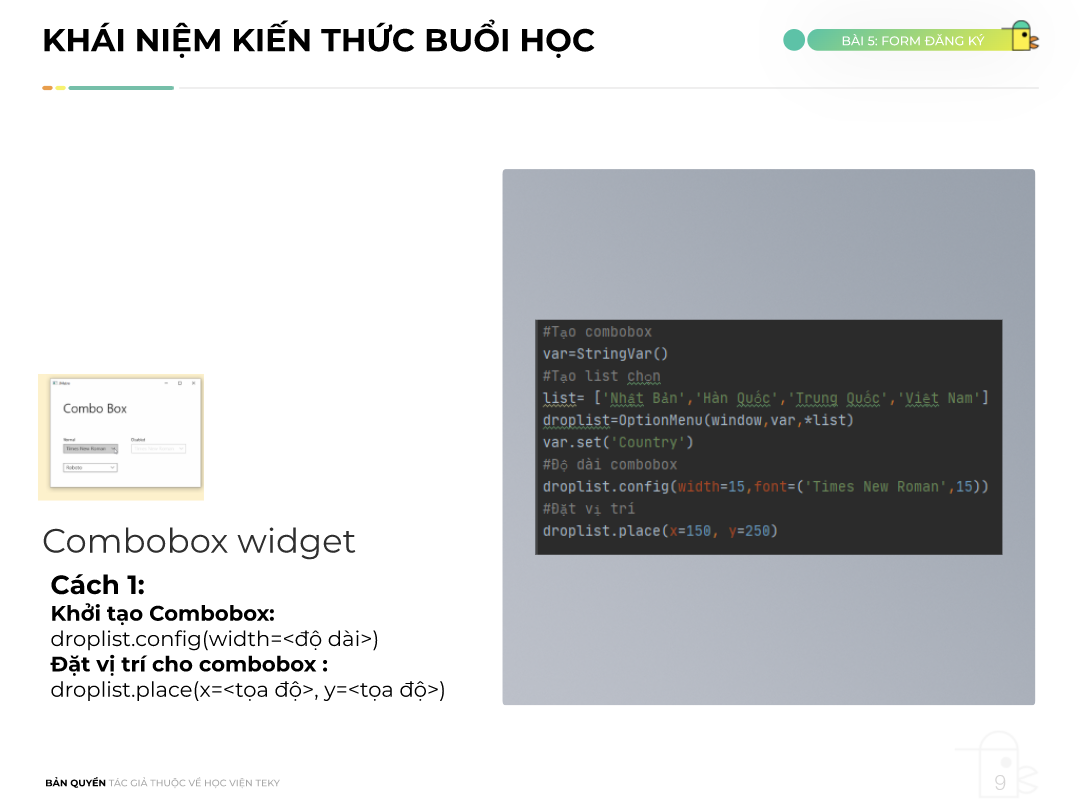 KHÁI NIỆM KIẾN THỨC BUỔI HỌC
BÀI 5: FORM ĐĂNG KÝ
Combo Box
Normal
Disabled
Times New Roman
Roboto
Combobox widget
Cách 1:
Khởi tạo Combobox:
droplist.config(width=<độ dài>)
Đặt vị trí cho combobox :
droplist.place(x=<tọa độ>, y=<tọa độ>)
#Tạo combobox
var=StringVar()
#Tạo list chọn
list= ['Nhật Bản','Hàn Quốc','Trung Quốc','Việt Nam']
droplist=OptionMenu(window,var,*list)
var.set('Country')
#Độ dài combobox
droplist.config(width=15,font=('Times New Roman',15))
#Đặt vị trí
droplist.place(x=150, y=250)
BẢN QUYỀN TÁC GIẢ THUỘC VỀ HỌC VIỆN TEKY
9